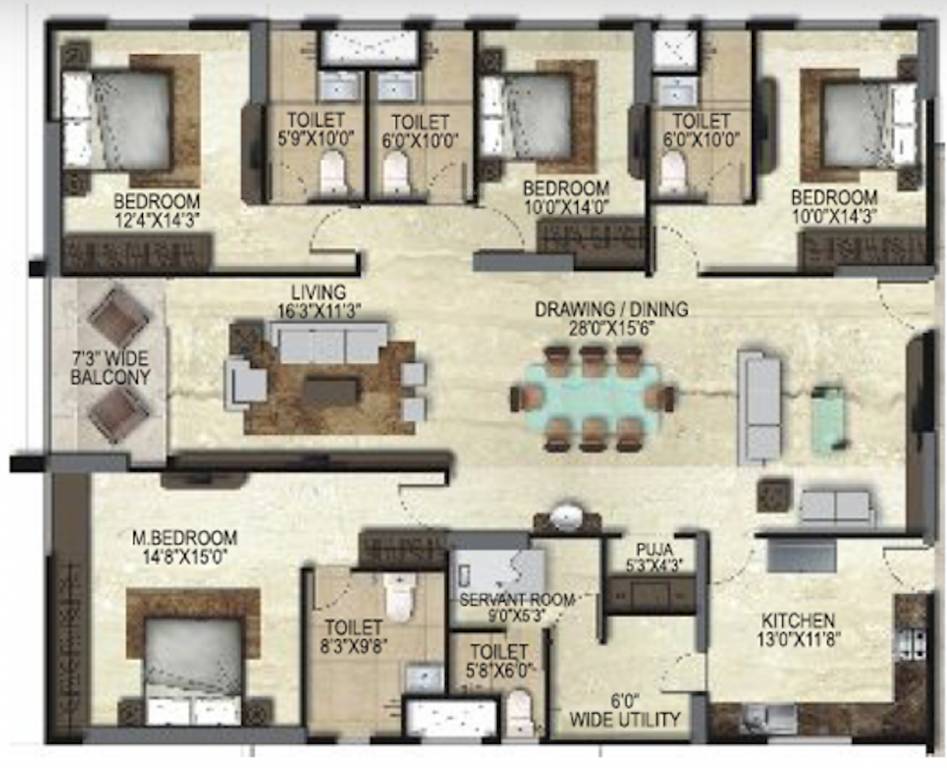 BEDROOM
12'4"X14'3"
TOILET
5'9"X10'0"
TOILET
6'0"X10'0"
BEDROOM
10'0"X14'0"
TOILET
6'0"X10'0"
BEDROOM
10'0"X14'3"
LIVING
16'3"X11'3"
DRAWING / DINING
28'0"X15'6"
7'3" WIDE
BALCONY
M.BEDROOM
14'8"X15'0"
TOILET
8'3"X9'8"
SERVANT ROOM
9'0"X5'3"
TOILET
5'8"X6'0"
PUJA
5'3"X4'3"
6'0"
WIDE UTILITY
KITCHEN
13'0"X11'8"